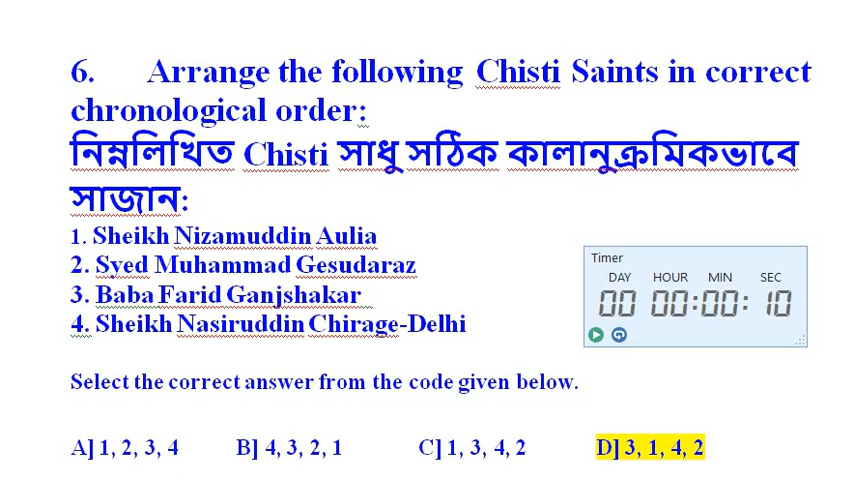 6. Arrange the following Chisti Saints in correct
chronological order:
নিম্নলিখিত Chisti সাধু সঠিক কালানুক্রমিকভাবে
সাজান:
1. Sheikh Nizamuddin Aulia
2. Syed Muhammad Gesudaraz
3. Baba Farid Ganjshakar
4. Sheikh Nasiruddin Chirage-Delhi
Timer
DAY HOUR MIN SEC
00 00:00: 10
Select the correct answer from the code given below.
A] 1, 2, 3, 4 B] 4, 3, 2, 1 C] 1, 3, 4, 2 D] 3, 1, 4, 2